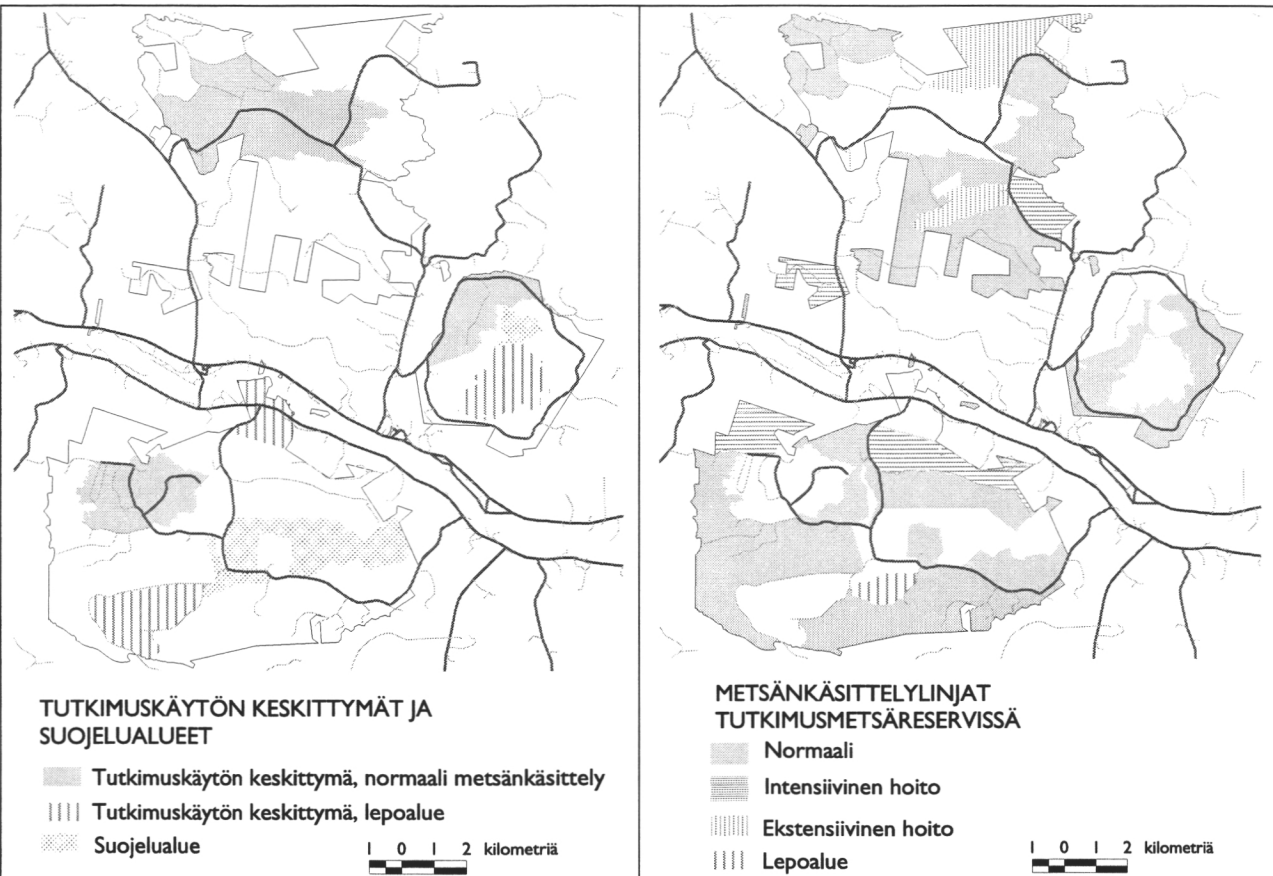 TUTKIMUSKÄYTÖN KESKITTYMÄT JA
SUOJELUALUEET
Tutkimuskäytön keskittymä, normaali metsänkäsittely
Tutkimuskäytön keskittymä, lepoalue
Suojelualue
1 0 1 2 kilometriä
METSÄNKÄSITTELYLINJAT
TUTKIMUSMETSÄRESERVISSÄ
Normaali
Intensiivinen hoito
Ekstensiivinen hoito
Lepoalue
1 0 1 2 kilometriä